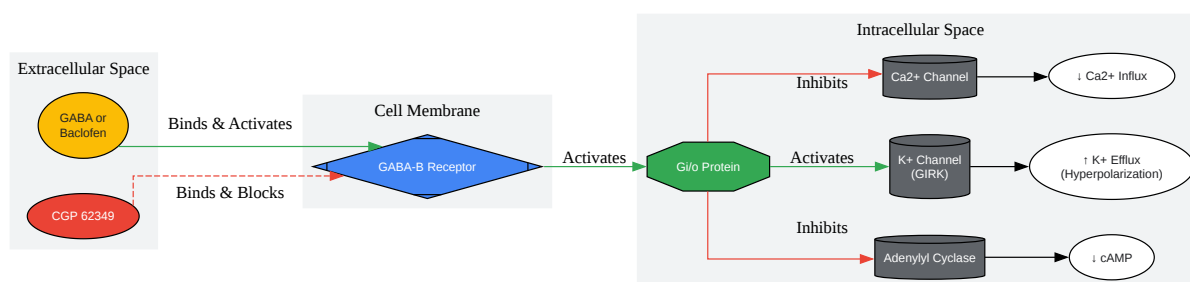 Extracellular Space
GABA or
Baclofen
CGP 62349
Binds & Activates
Binds & Blocks
Cell Membrane
GABA-B Receptor
Activates
Intracellular Space
Gi/o Protein
Inhibits
Ca2+ Channel
↓ Ca2+ Influx
Activates
K+ Channel
(GIRK)
↑ K+ Efflux
(Hyperpolarization)
Inhibits
Adenylyl Cyclase
↓ cAMP